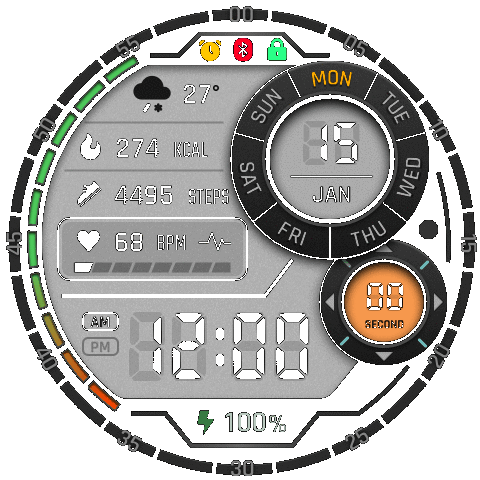 00
05
10
15
20
25
30
35
40
45
50
55
MON
TUE
WED
THU
FRI
SAT
SUN
15
JAN
27°
274 KCAL
4495 STEPS
68 BPM
AM
PM
12:00
00
SECOND
100%